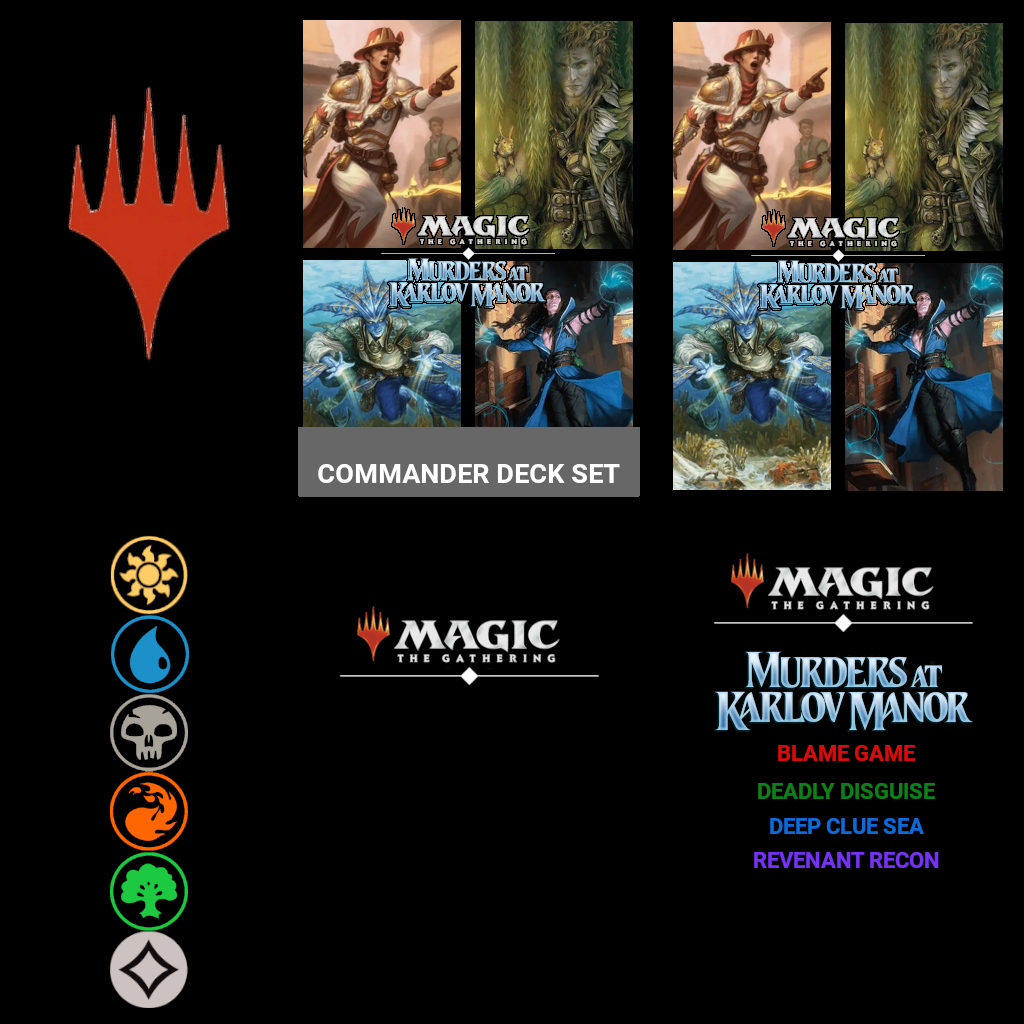 MAGIC
THE GATHERING
MURDERS AT
KARLOV MANOR
COMMANDER DECK SET
MAGIC
THE GATHERING
MURDERS AT
KARLOV MANOR
MAGIC
THE GATHERING
MAGIC
THE GATHERING
MURDERS AT
KARLOV MANOR
BLAME GAME
DEADLY DISGUISE
DEEP CLUE SEA
REVENANT RECON